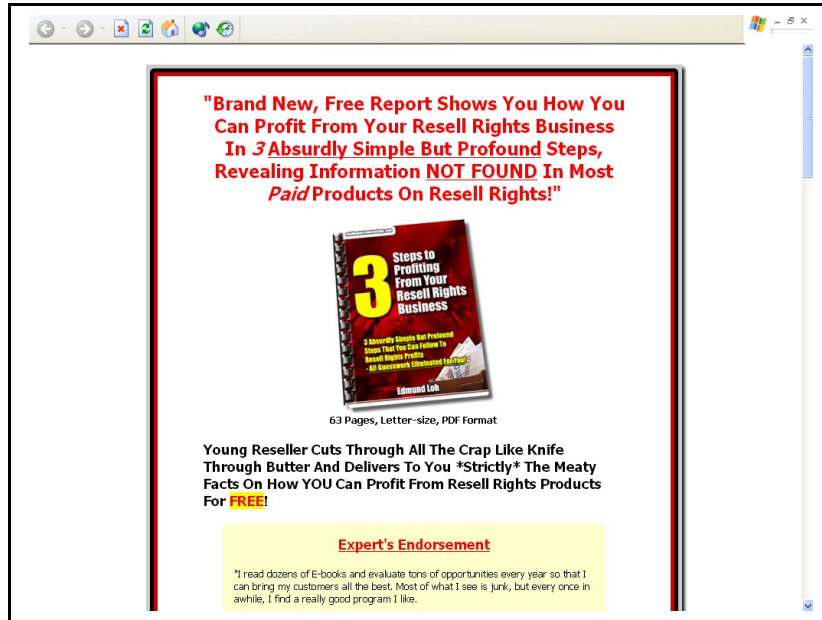 "Brand New, Free Report Shows You How You
Can Profit From Your Resell Rights Business
In 3 Absurdly Simple But Profound Steps,
Revealing Information NOT FOUND In Most
Paid Products On Resell Rights!"
3
Steps to
Profiting
From Your
Resell Rights
Business
3 Absurdly Simple But Profound
Steps That You Can Follow To
Resell Rights Profits
- All Guesswork Eliminated For You!
Edmund Loh
63 Pages, Letter-size, PDF Format
Young Reseller Cuts Through All The Crap Like Knife
Through Butter And Delivers To You *Strictly* The Meaty
Facts On How YOU Can Profit From Resell Rights Products
For FREE!
Expert's Endorsement
"I read dozens of E-books and evaluate tons of opportunities every year so that I
can bring my customers all the best. Most of what I see is junk, but every once in
awhile, I find a really good program I like.